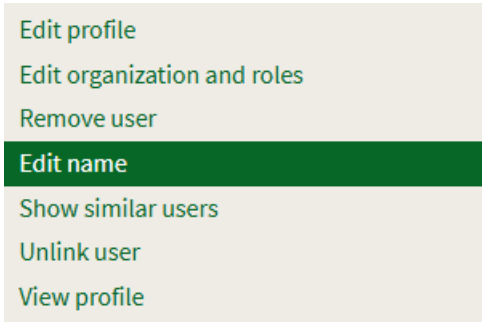 Edit profile
Edit organization and roles
Remove user
Edit name
Show similar users
Unlink user
View profile